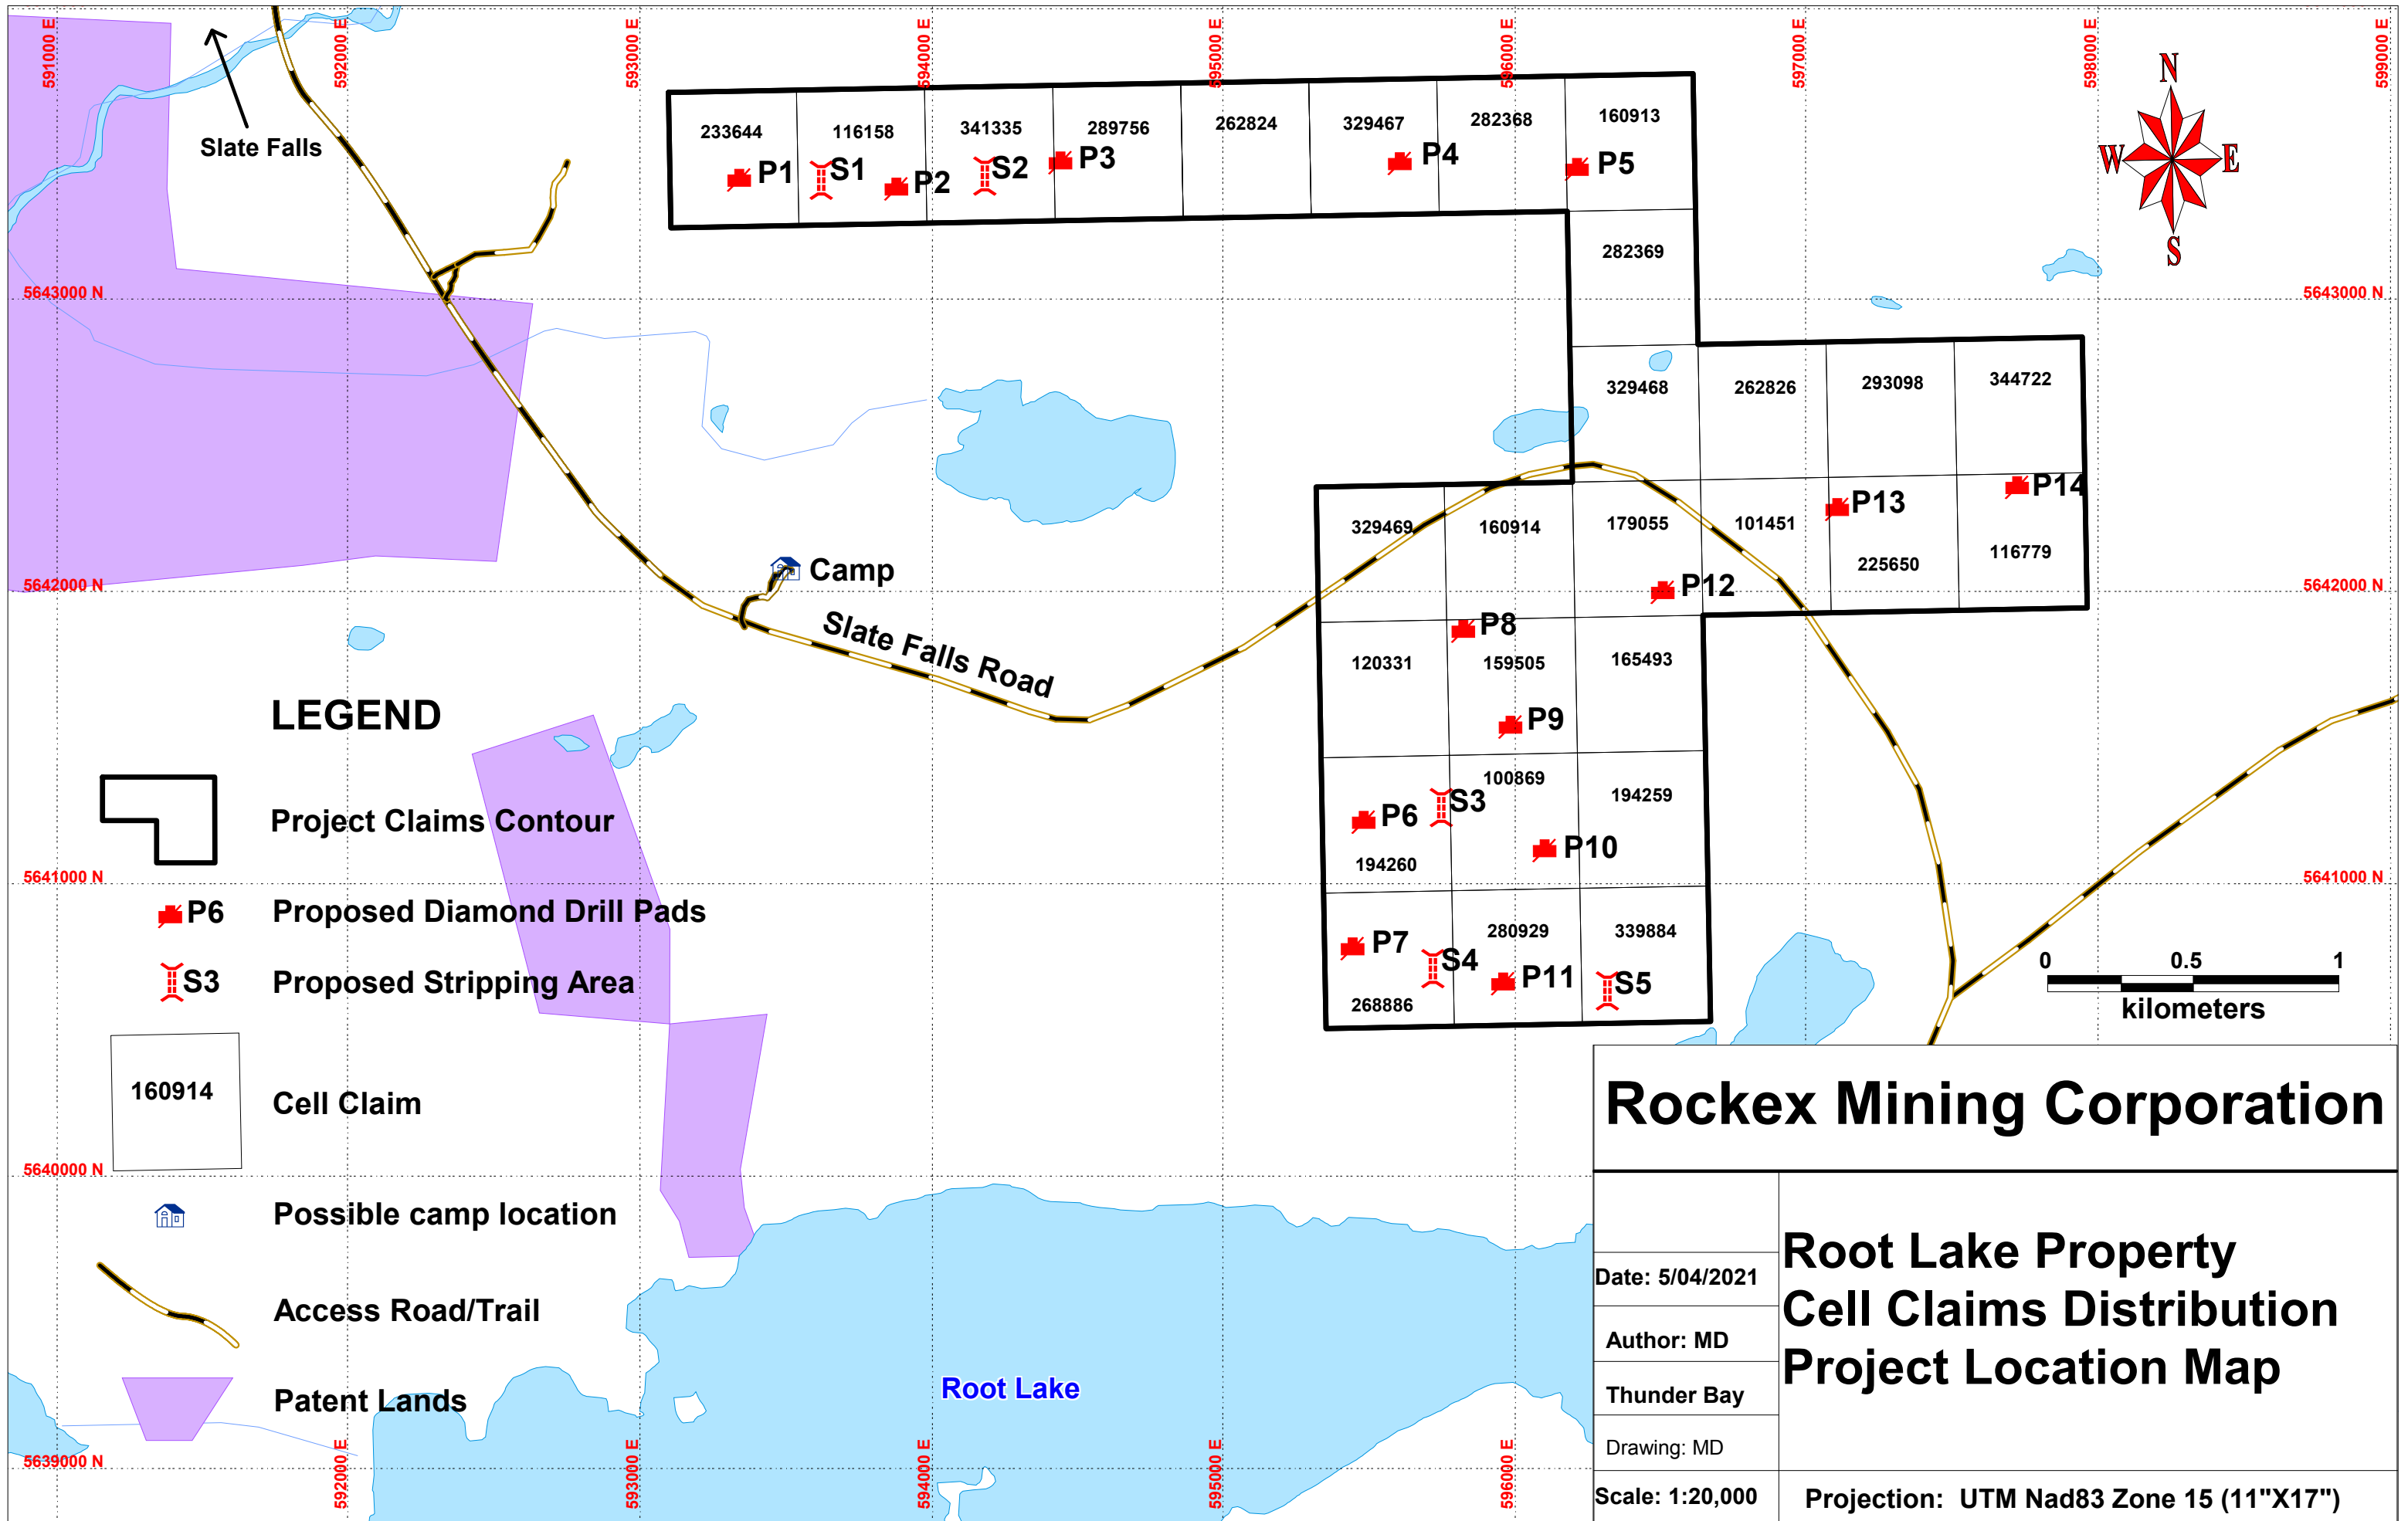 591000 E
592000 E
593000 E
594000 E
595000 E
596000 E
597000 E
598000 E
599000 E
N
W
E
S
Slate Falls
233644
116158
341335
289756
262824
329467
282368
160913
P1
S1
P2
S2
P3
P4
P5
282369
5643000 N
5643000 N
329468
262826
293098
344722
P13
P14
329469
160914
179055
101451
225650
116779
Camp
5642000 N
5642000 N
P12
Slate Falls Road
P8
120331
159505
165493
P9
LEGEND
Project Claims Contour
100869
194259
P6
S3
P10
194260
5641000 N
5641000 N
P6
Proposed Diamond Drill Pads
280929
339884
P7
S4
P11
S5
268886
S3
Proposed Stripping Area
0
0.5
1
kilometers
160914
Cell Claim
5640000 N
Possible camp location
Access Road/Trail
Patent Lands
Root Lake
5639000 N
592000 E
593000 E
594000 E
595000 E
596000 E
Rockex Mining Corporation
Root Lake Property
Cell Claims Distribution
Project Location Map
Date: 5/04/2021
Author: MD
Thunder Bay
Drawing: MD
Scale: 1:20,000
Projection: UTM Nad83 Zone 15 (11"X17")